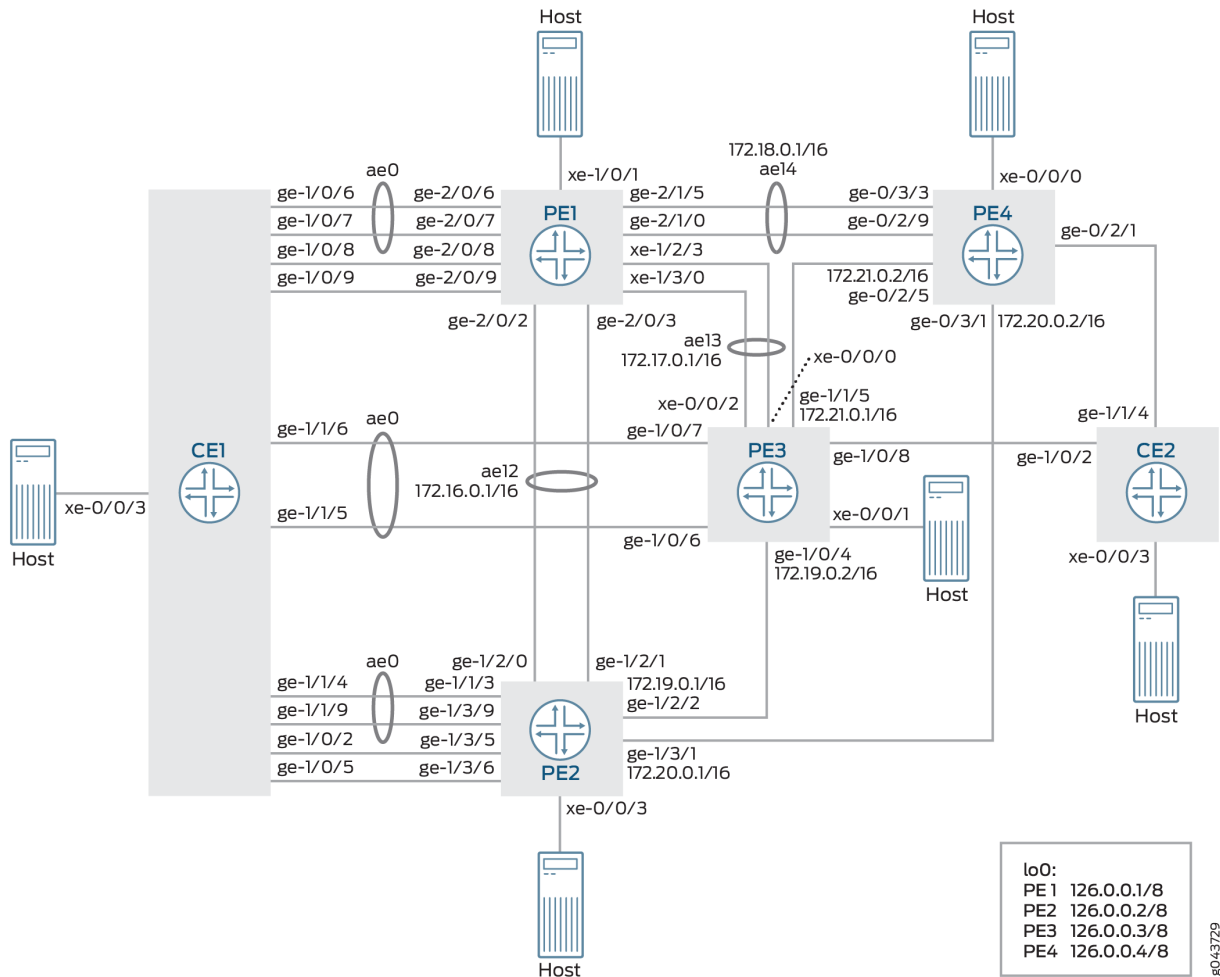 Host
Host
172.18.0.1/16
ae0
ae14
xe-1/0/1
xe-0/0/0
ge-1/0/6
ge-2/0/6
ge-2/1/5
ge-0/3/3
ge-1/0/7
ge-2/0/7
PE1
ge-2/1/0
ge-0/2/9
PE4
ge-0/2/1
ge-1/0/8
ge-2/0/8
xe-1/2/3
ge-1/0/9
ge-2/0/9
xe-1/3/0
172.21.0.2/16
ge-0/2/5
ge-2/0/2
ge-2/0/3
ge-0/3/1
172.20.0.2/16
ae13
172.17.0.1/16
xe-0/0/0
xe-0/0/2
ge-1/1/5
172.21.0.1/16
ge-1/1/4
ae0
ge-1/1/6
ge-1/0/7
CE1
PE3
ge-1/0/8
ge-1/0/2
CE2
ae12
172.16.0.1/16
xe-0/0/3
Host
ge-1/1/5
ge-1/0/6
xe-0/0/1
ge-1/0/4
172.19.0.2/16
Host
xe-0/0/3
Host
ae0
ge-1/2/0
ge-1/2/1
ge-1/1/4
ge-1/1/3
172.19.0.1/16
ge-1/1/9
ge-1/3/9
ge-1/2/2
ge-1/0/2
ge-1/3/5
ge-1/0/5
ge-1/3/6
PE2
ge-1/3/1
172.20.0.1/16
xe-0/0/3
Host
lo0:
PE 1 126.0.0.1/8
PE2 126.0.0.2/8
PE3 126.0.0.3/8
PE4 126.0.0.4/8
g043729